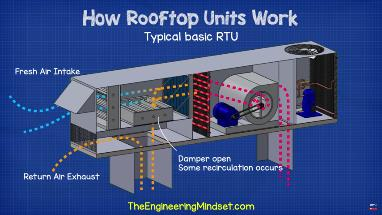 How Rooftop Units Work
Typical basic RTU
Fresh Air Intake
Damper open
Some recirculation occurs
Return Air Exhaust
TheEngineeringMindset.com